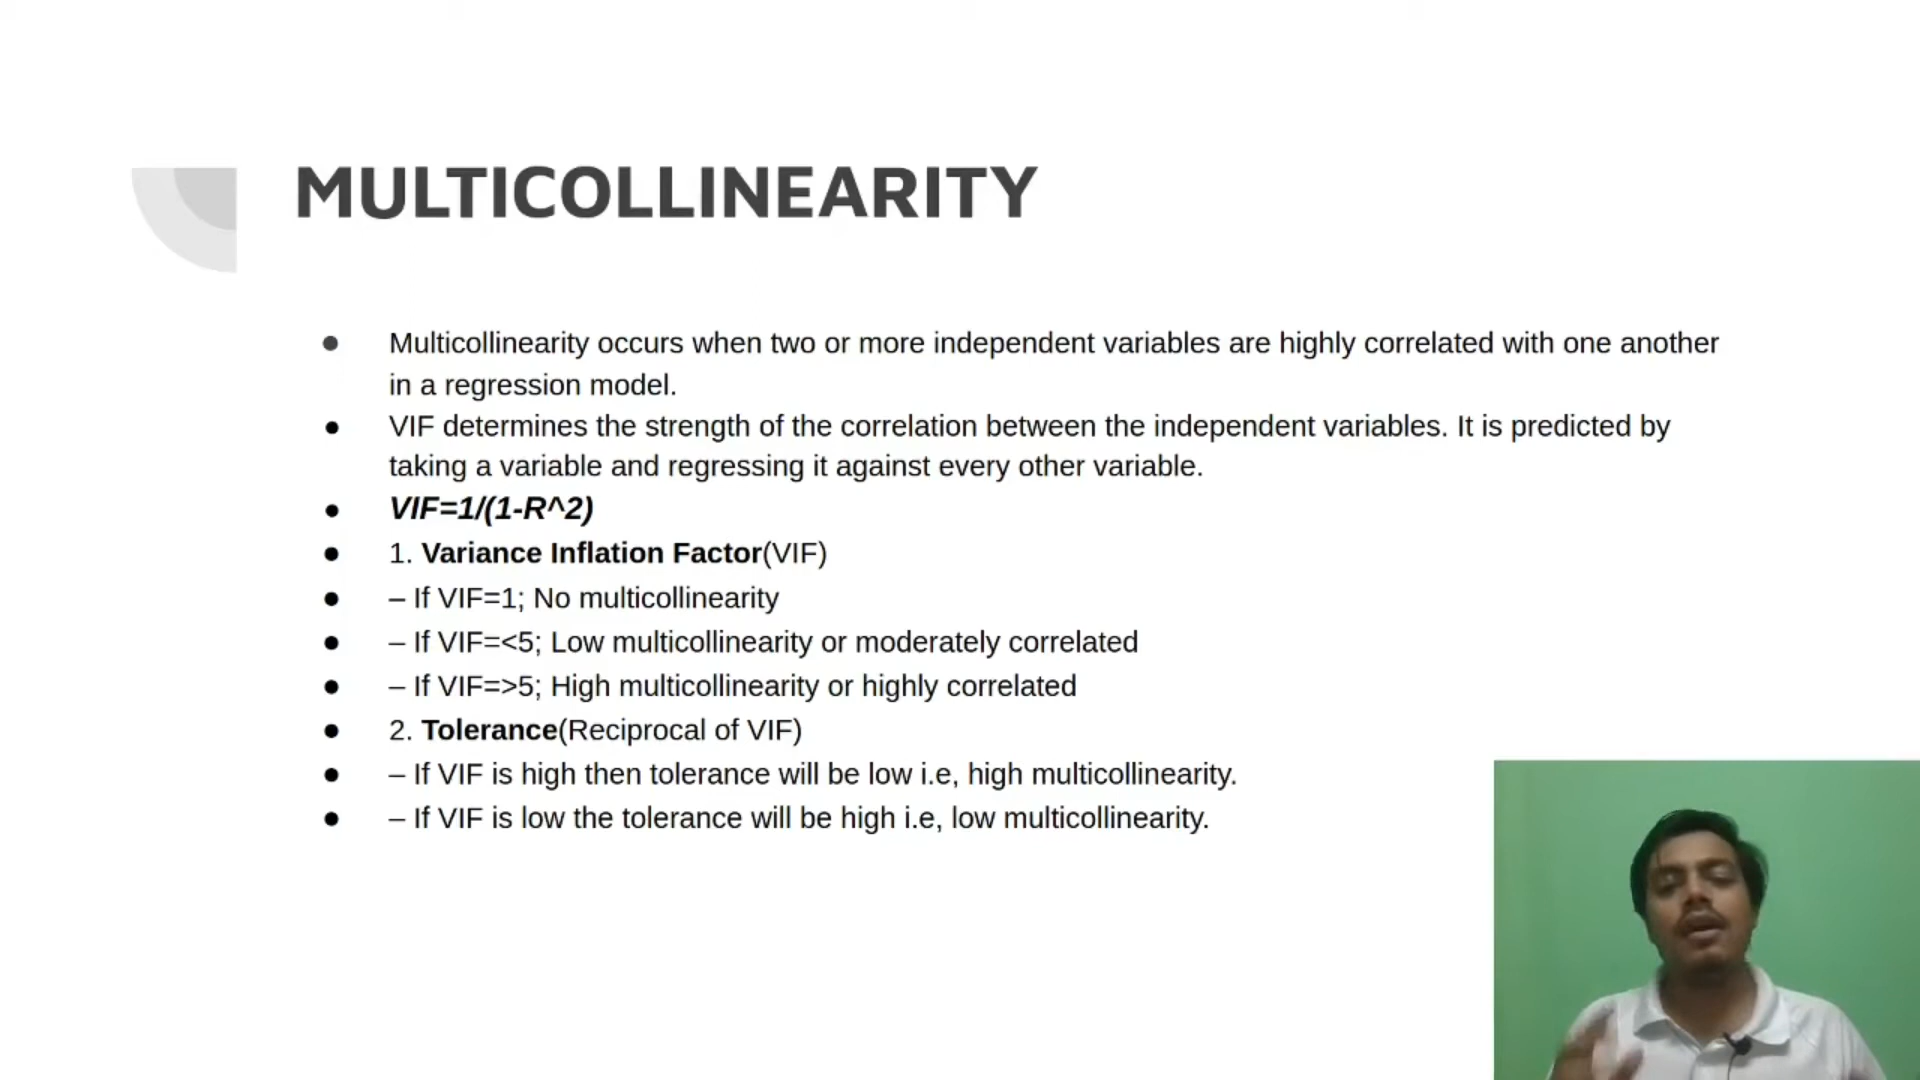 MULTICOLLINEARITY
● Multicollinearity occurs when two or more independent variables are highly correlated with one another
in a regression model.
● VIF determines the strength of the correlation between the independent variables. It is predicted by
taking a variable and regressing it against every other variable.
● VIF=1/(1-R^2)
● 1. Variance Inflation Factor(VIF)
● – If VIF=1; No multicollinearity
● – If VIF=<5; Low multicollinearity or moderately correlated
● – If VIF=>5; High multicollinearity or highly correlated
● 2. Tolerance(Reciprocal of VIF)
● – If VIF is high then tolerance will be low i.e, high multicollinearity.
● – If VIF is low the tolerance will be high i.e, low multicollinearity.